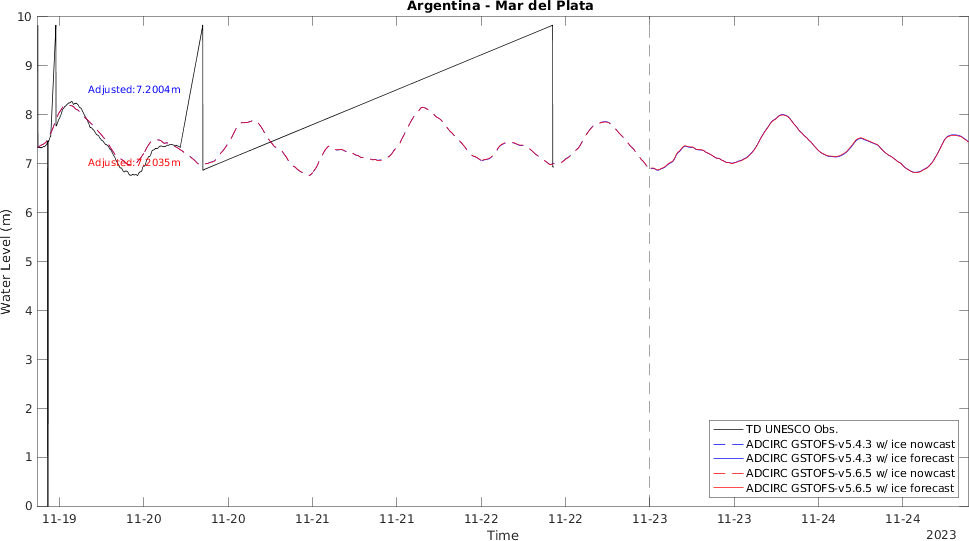 Argentina - Mar del Plata
10
9
8
7
6
5
4
3
2
1
0
Water Level (m)
Adjusted:7.2004m
Adjusted:7.2035m
TD UNESCO Obs.
ADCIRC GSTOFS-v5.4.3 w/ ice nowcast
ADCIRC GSTOFS-v5.4.3 w/ ice forecast
ADCIRC GSTOFS-v5.6.5 w/ ice nowcast
ADCIRC GSTOFS-v5.6.5 w/ ice forecast
11-19 11-20 11-20 11-21 11-21 11-22 11-22 11-23 11-23 11-24 11-24
Time
2023